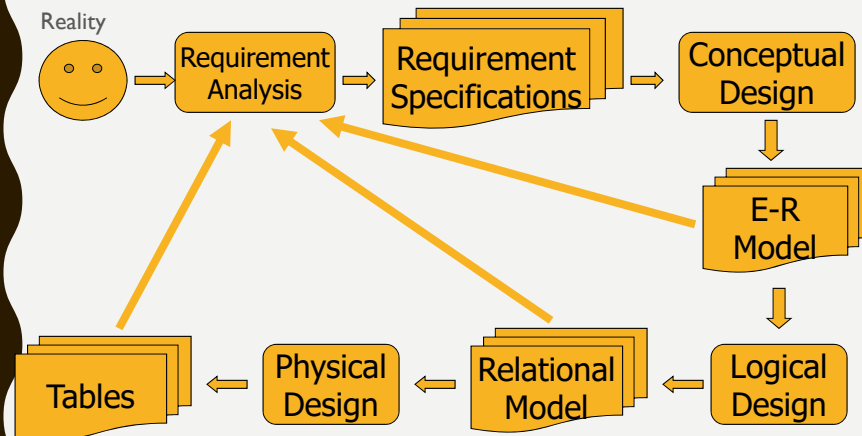 Reality
Requirement
Analysis
Requirement
Specifications
Conceptual
Design
E-R
Model
Logical
Design
Relational
Model
Physical
Design
Tables